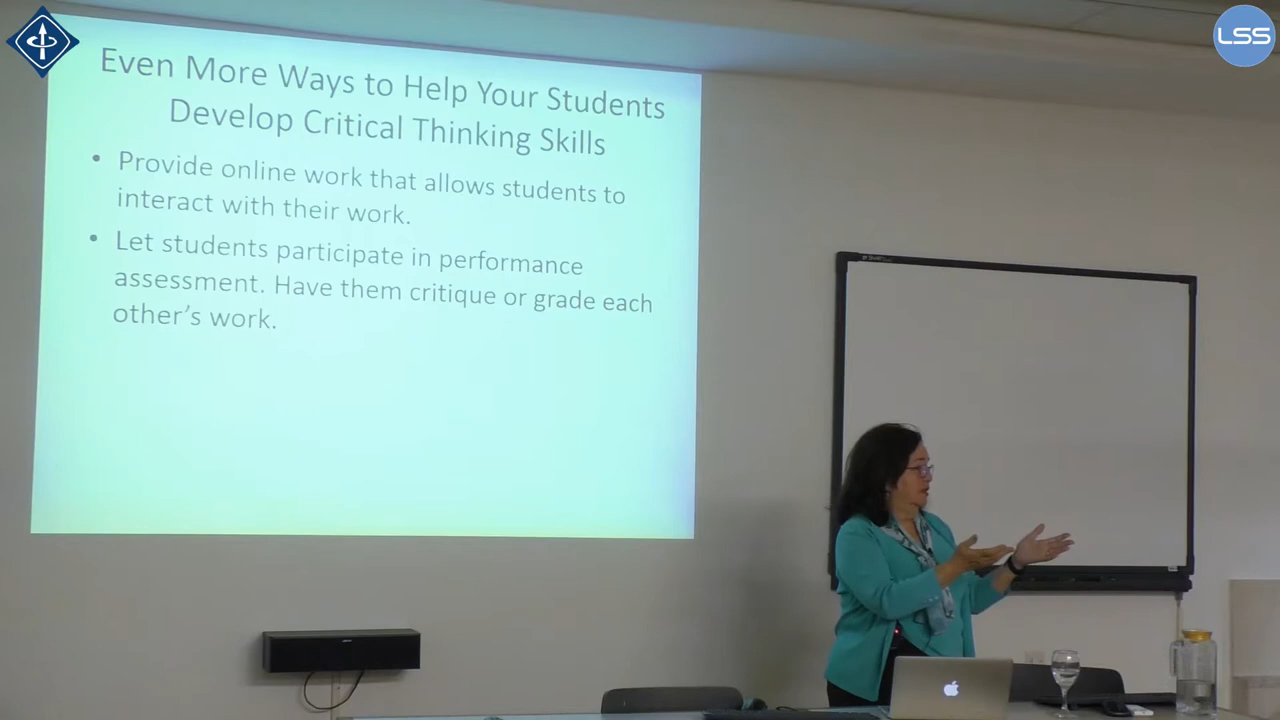 LSS
Even More Ways to Help Your Students
Develop Critical Thinking Skills
• Provide online work that allows students to
interact with their work.
• Let students participate in performance
assessment. Have them critique or grade each
other's work.